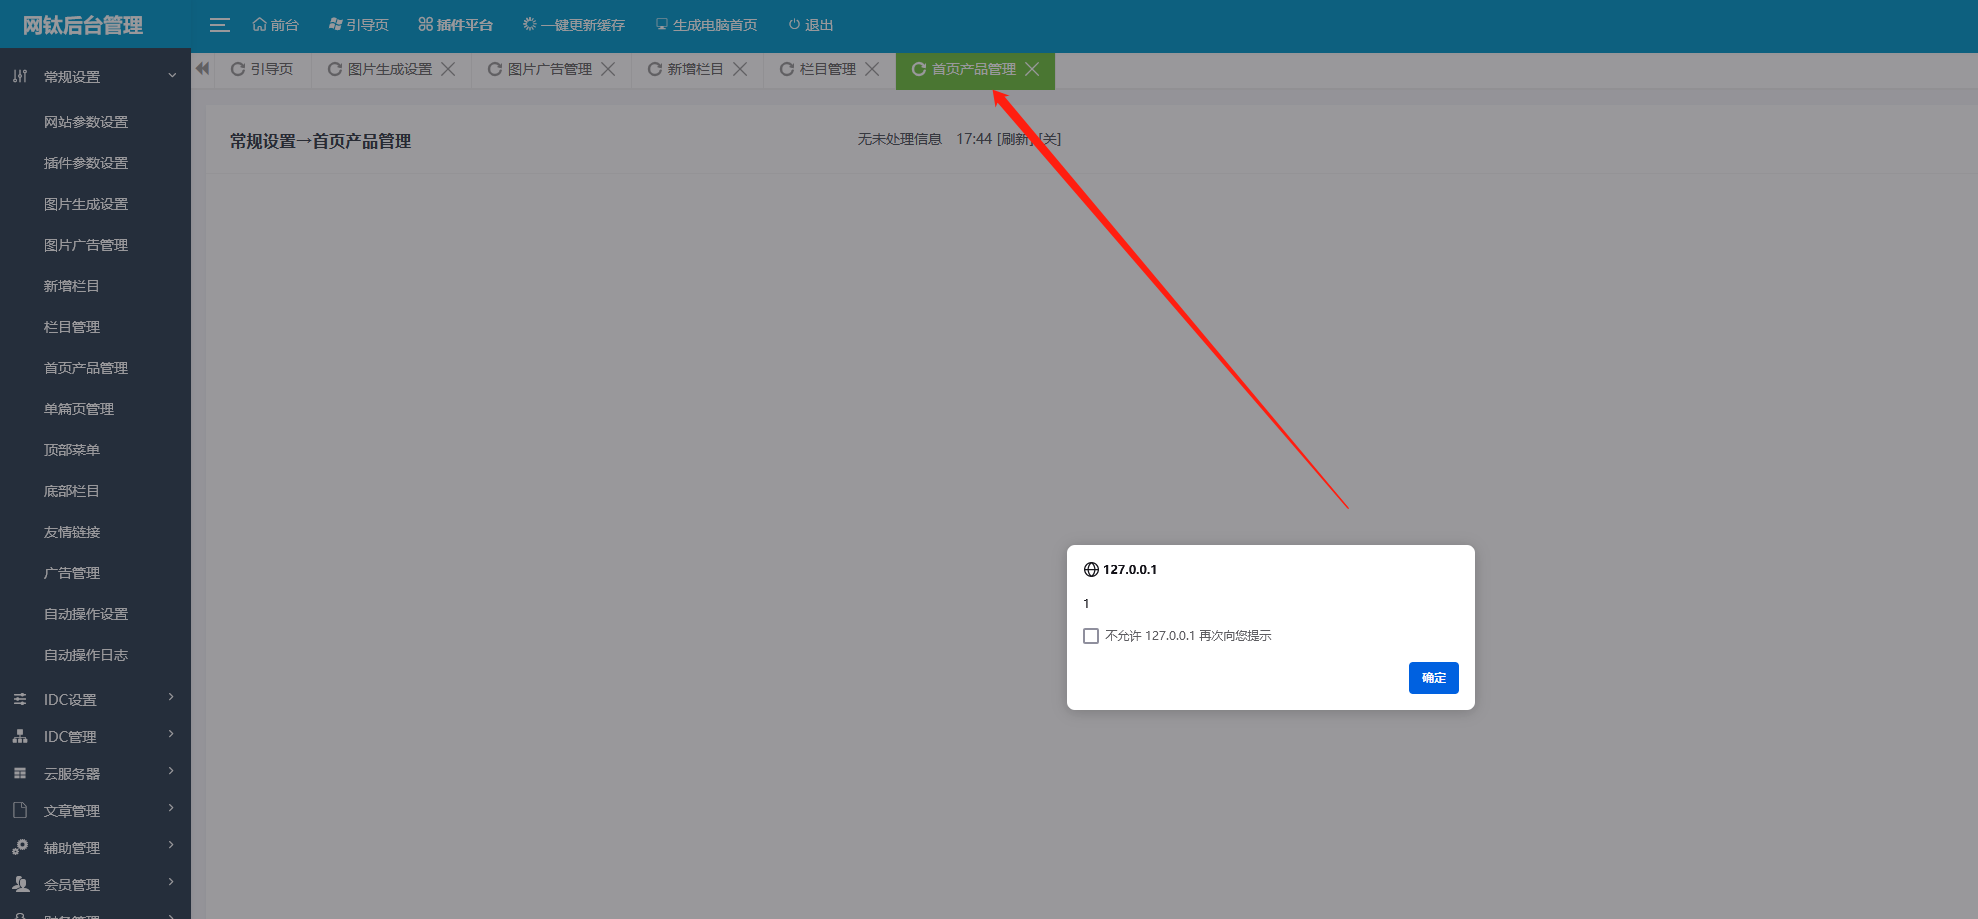 网钛后台管理
前台 引导页 插件平台 一键更新缓存 生成电脑首页 退出
引导页 图片生成设置 图片广告管理 新增栏目 栏目管理 首页产品管理
常规设置
网站参数设置
插件参数设置
图片生成设置
图片广告管理
新增栏目
栏目管理
首页产品管理
单篇页管理
顶部菜单
底部栏目
友情链接
广告管理
自动操作设置
自动操作日志
IDC设置
IDC管理
云服务器
文章管理
辅助管理
会员管理
财务管理
常规设置→首页产品管理
无未处理信息 17:44 [刷新] [关]
127.0.0.1
1
不允许 127.0.0.1 再次向您提示
确定